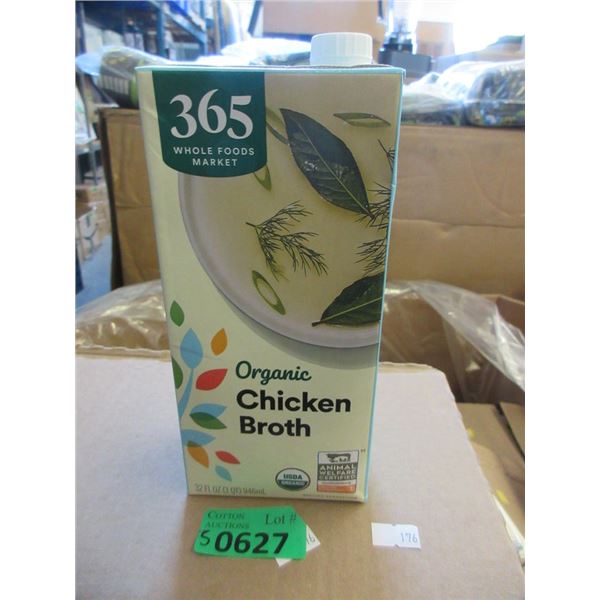 365
WHOLE FOODS
MARKET
Organic
Chicken
Broth
USDA
ORGANIC
ANIMAL
WELFARE
CERTIFIED
32 FL OZ (1 QT) 946mL
COTTON
AUCTIONS
Lot #
S0627
176